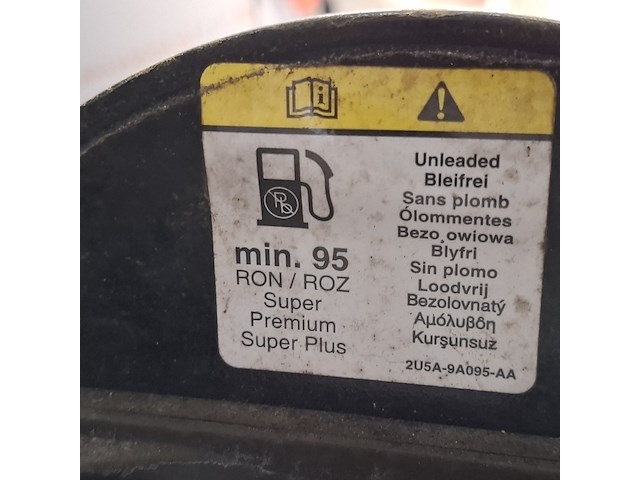 i
!
Pb
min. 95
RON / ROZ
Super
Premium
Super Plus
Unleaded
Bleifrei
Sans plomb
Ólommentes
Bezo owiowa
Blyfri
Sin plomo
Loodvrij
Bezolovnatý
Αμόλυβδη
Kurşunsuz
2U5A-9A095-AA